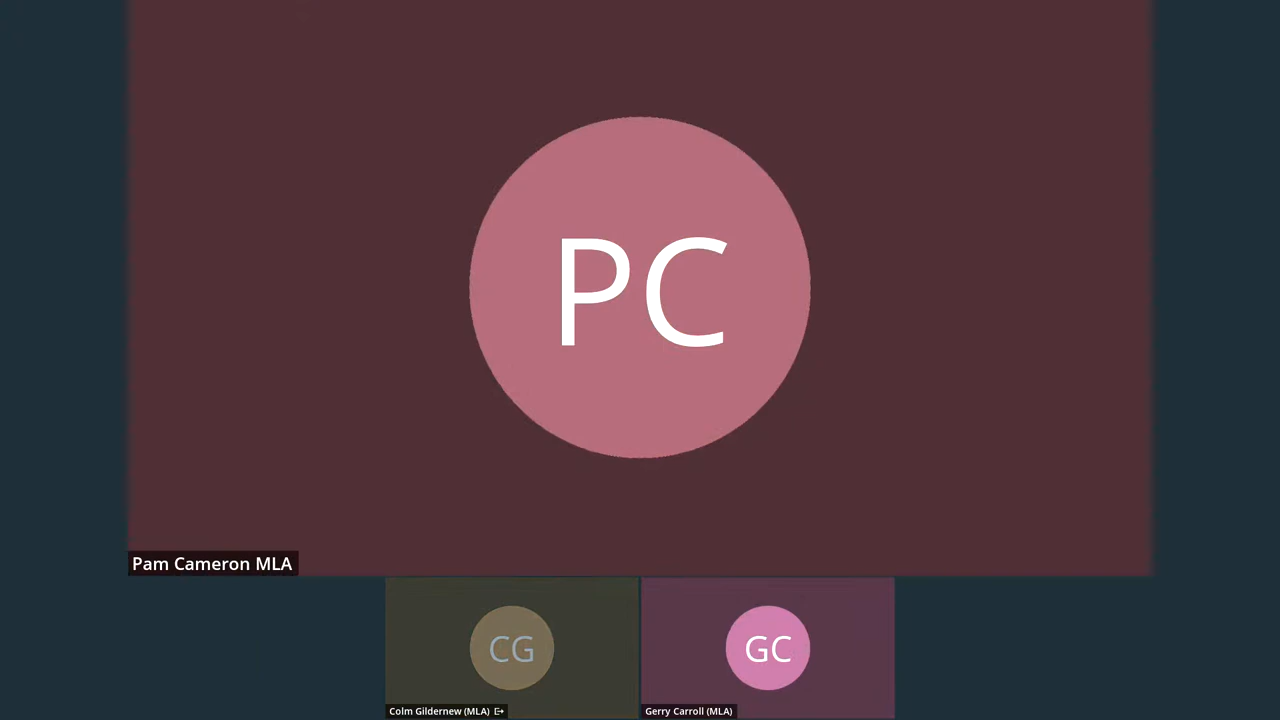 PC
Pam Cameron MLA
CG
GC
Colm Gildernew (MLA)
Gerry Carroll (MLA)